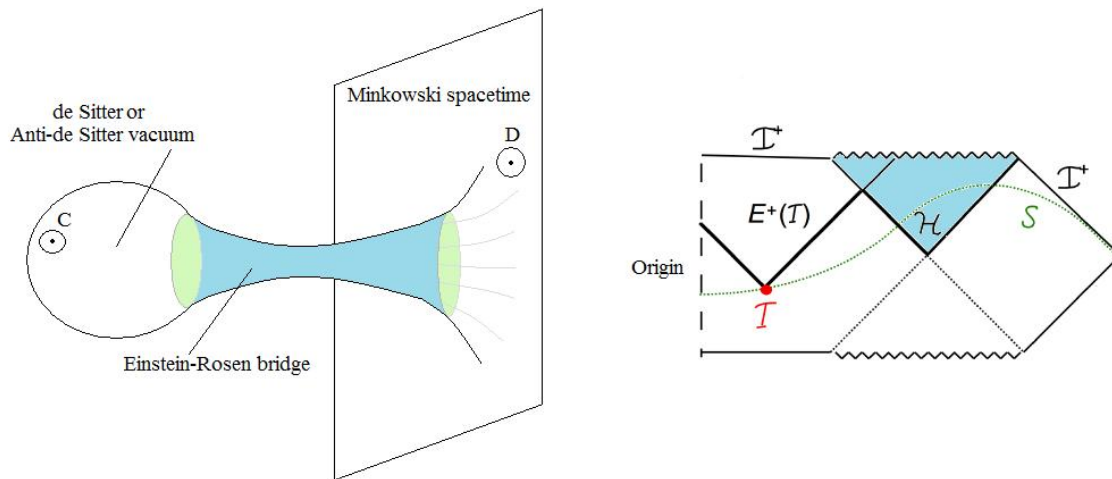 de Sitter or
Anti-de Sitter vacuum
C
Minkowski spacetime
D
Einstein-Rosen bridge
I⁺
I⁺
E⁺(T)
H
S
Origin
T